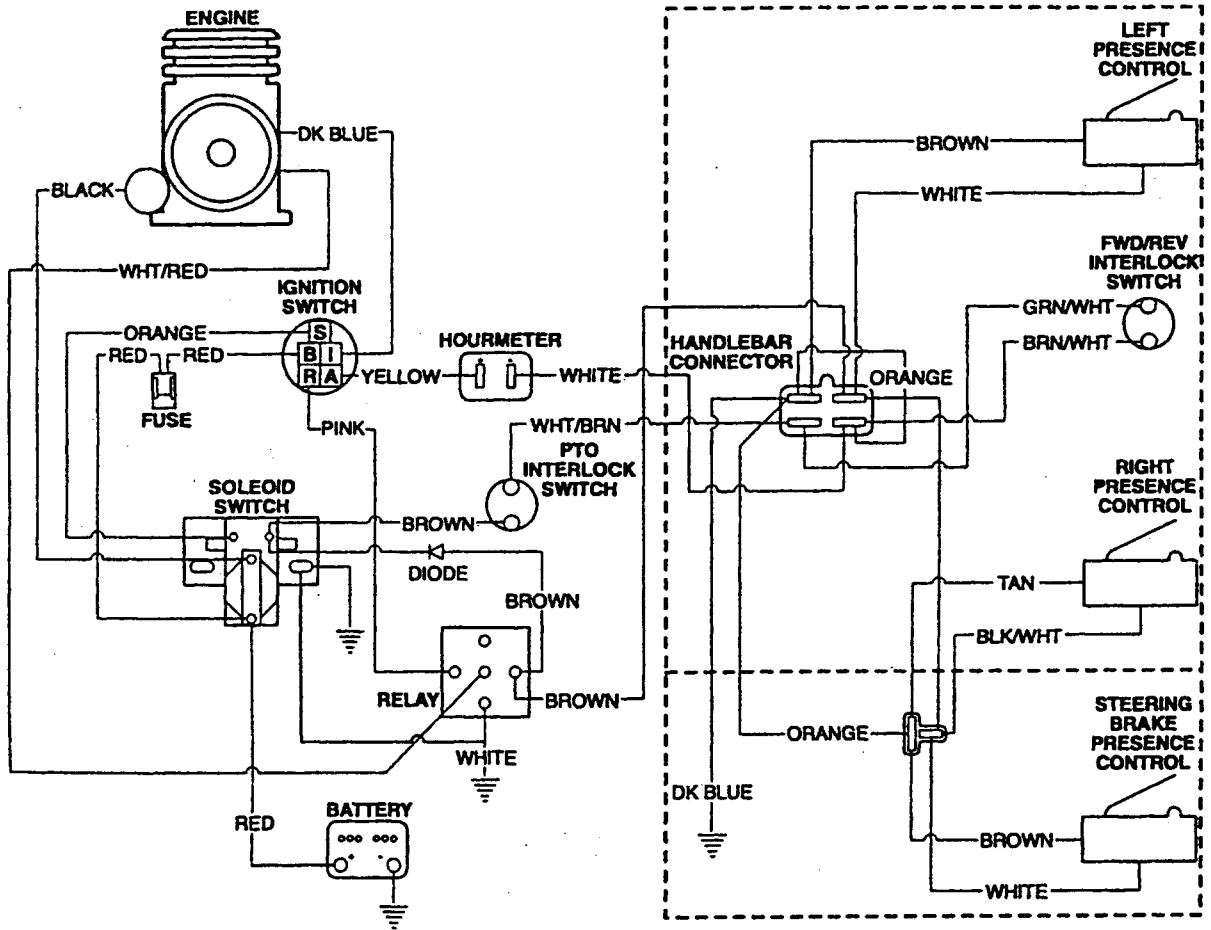 ENGINE
DK BLUE
BLACK
WHT/RED
IGNITION
SWITCH
ORANGE
S
RED
RED
B
I
R
A
FUSE
HOURMETER
YELLOW
WHITE
PINK
WHT/BRN
PTO
INTERLOCK
SWITCH
SOLEOID
SWITCH
BROWN
DIODE
BROWN
RELAY
BROWN
WHITE
RED
BATTERY
+
-
LEFT
PRESENCE
CONTROL
BROWN
WHITE
FWD/REV
INTERLOCK
SWITCH
GRN/WHT
BRN/WHT
HANDLEBAR
CONNECTOR
ORANGE
RIGHT
PRESENCE
CONTROL
TAN
BLK/WHT
STEERING
BRAKE
PRESENCE
CONTROL
ORANGE
DK BLUE
BROWN
WHITE